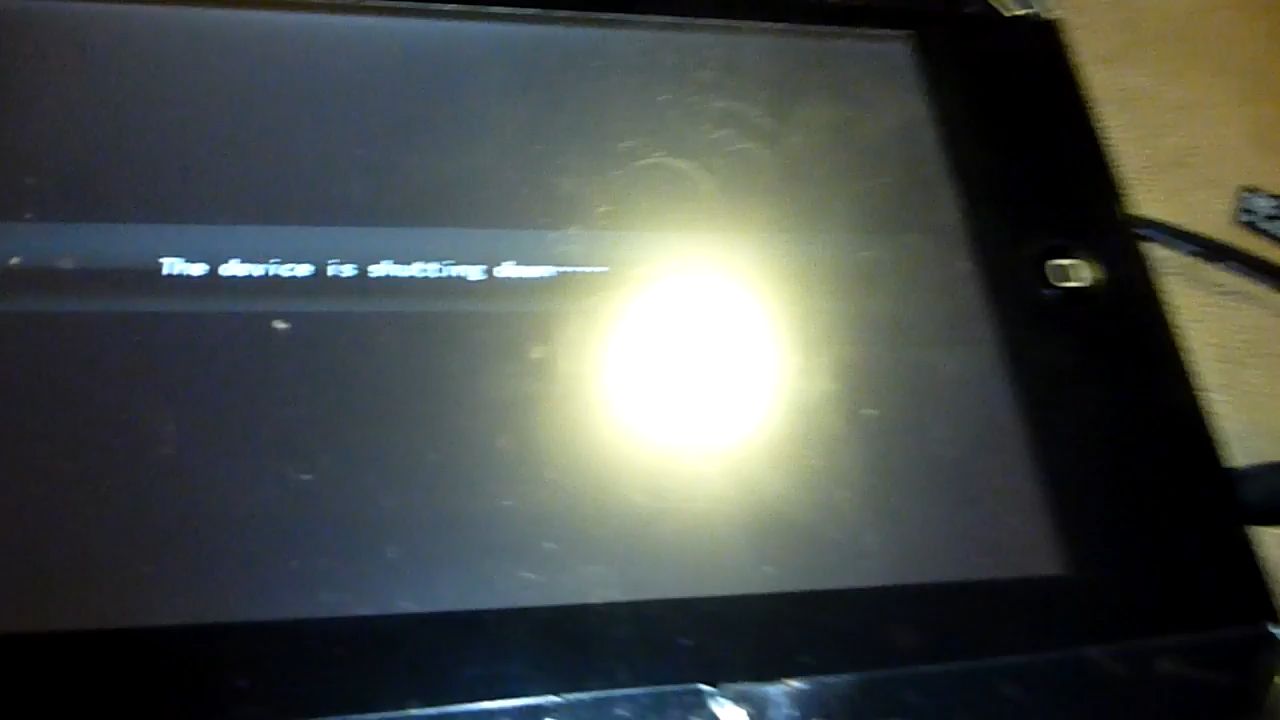 The device is shutting down......